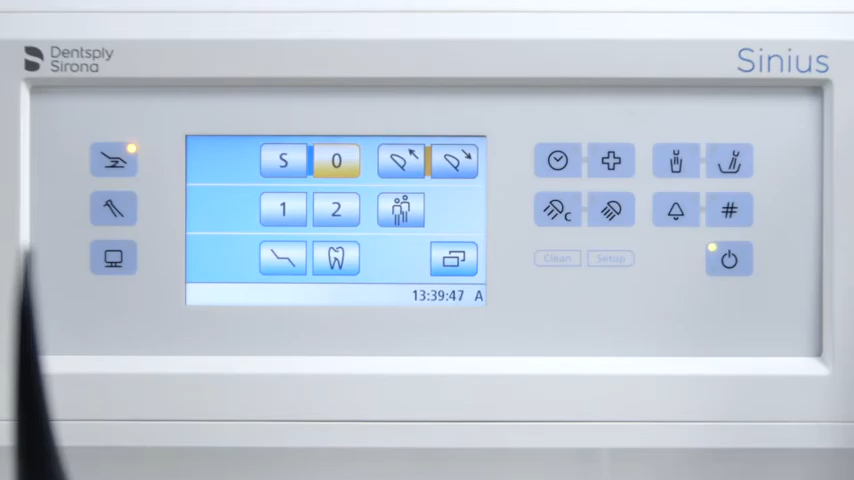 Dentsply
Sirona
Sinius
S 0
1 2
C
#
Clean Setup
13:39:47 A